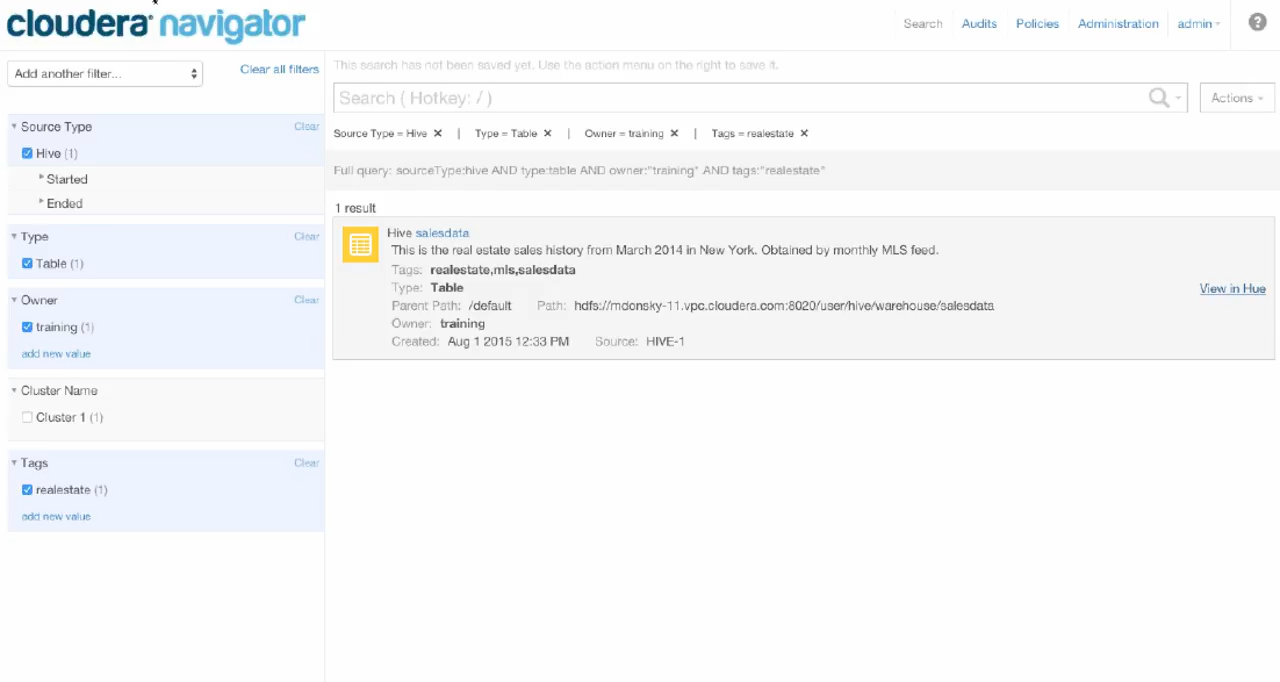 cloudera navigator
Search Audits Policies Administration admin ?
Add another filter... Clear all filters
Source Type Clear
Hive (1)
Started
Ended
Type Clear
Table (1)
Owner Clear
training (1)
add new value
Cluster Name
Cluster 1 (1)
Tags Clear
realestate (1)
add new value
This search has not been saved yet. Use the action menu on the right to save it.
Search ( Hotkey: / ) Actions
Source Type = Hive ✕ | Type = Table ✕ | Owner = training ✕ | Tags = realestate ✕
Full query: sourceType:hive AND type:table AND owner:"training" AND tags:"realestate"
1 result
Hive salesdata
This is the real estate sales history from March 2014 in New York. Obtained by monthly MLS feed.
Tags: realestate,mls,salesdata
Type: Table
View in Hue
Parent Path: /default Path: hdfs://mdonsky-11.vpc.cloudera.com:8020/user/hive/warehouse/salesdata
Owner: training
Created: Aug 1 2015 12:33 PM Source: HIVE-1